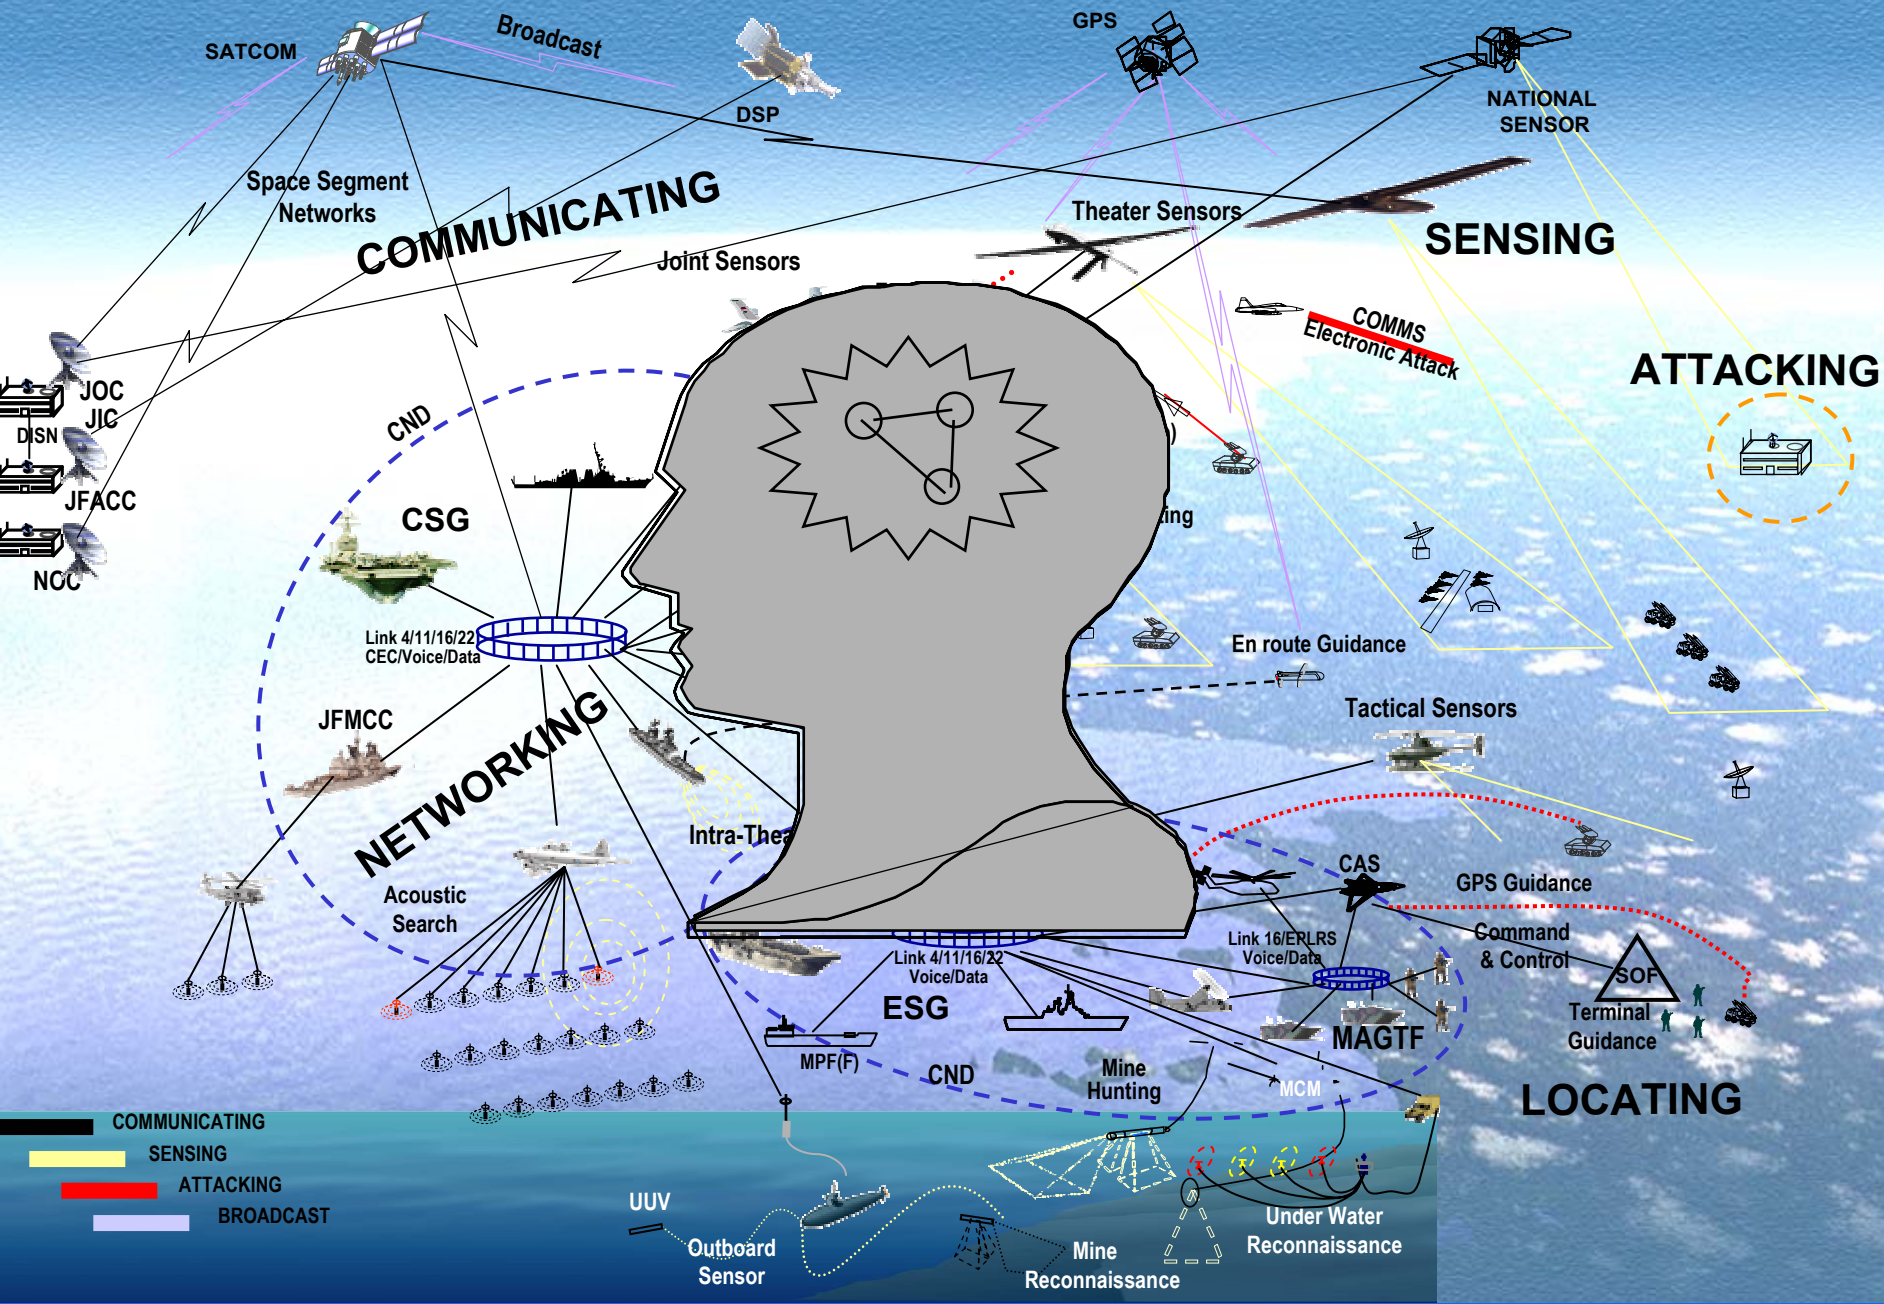 SATCOM
Broadcast
DSP
GPS
NATIONAL
SENSOR
Space Segment
Networks
COMMUNICATING
Joint Sensors
Theater Sensors
SENSING
COMMS
Electronic Attack
ATTACKING
JOC
JIC
DISN
JFACC
NOC
CND
CSG
Link 4/11/16/22
CEC/Voice/Data
En route Guidance
JFMCC
NETWORKING
Tactical Sensors
Acoustic
Search
CAS
GPS Guidance
Command
& Control
SOF
Terminal
Guidance
Link 4/11/16/22
Voice/Data
Link 16/EPLRS
Voice/Data
ESG
MPF(F)
CND
MAGTF
Mine
Hunting
MCM
LOCATING
COMMUNICATING
SENSING
ATTACKING
BROADCAST
UUV
Outboard
Sensor
Mine
Reconnaissance
Under Water
Reconnaissance